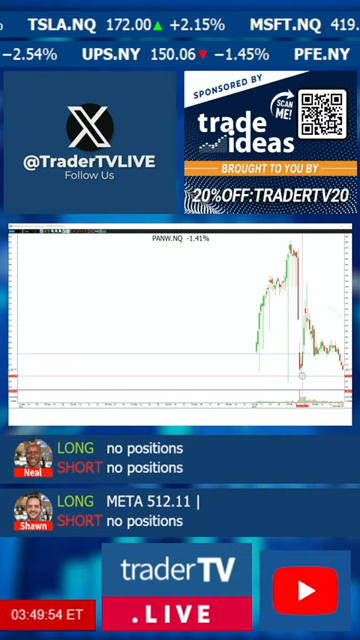 TSLA.NQ 172.00▲ +2.15% MSFT.NQ 419.
−2.54% UPS.NY 150.06▼ −1.45% PFE.NY
SPONSORED BY
SCAN ME!
trade ideas
BROUGHT TO YOU BY
20%OFF:TRADERTV20
X
@TraderTVLIVE
Follow Us
PANW.NQ -1.41%
LONG no positions
SHORT no positions
Neal
LONG META 512.11 |
SHORT no positions
Shawn
traderTV
.LIVE
03:49:54 ET